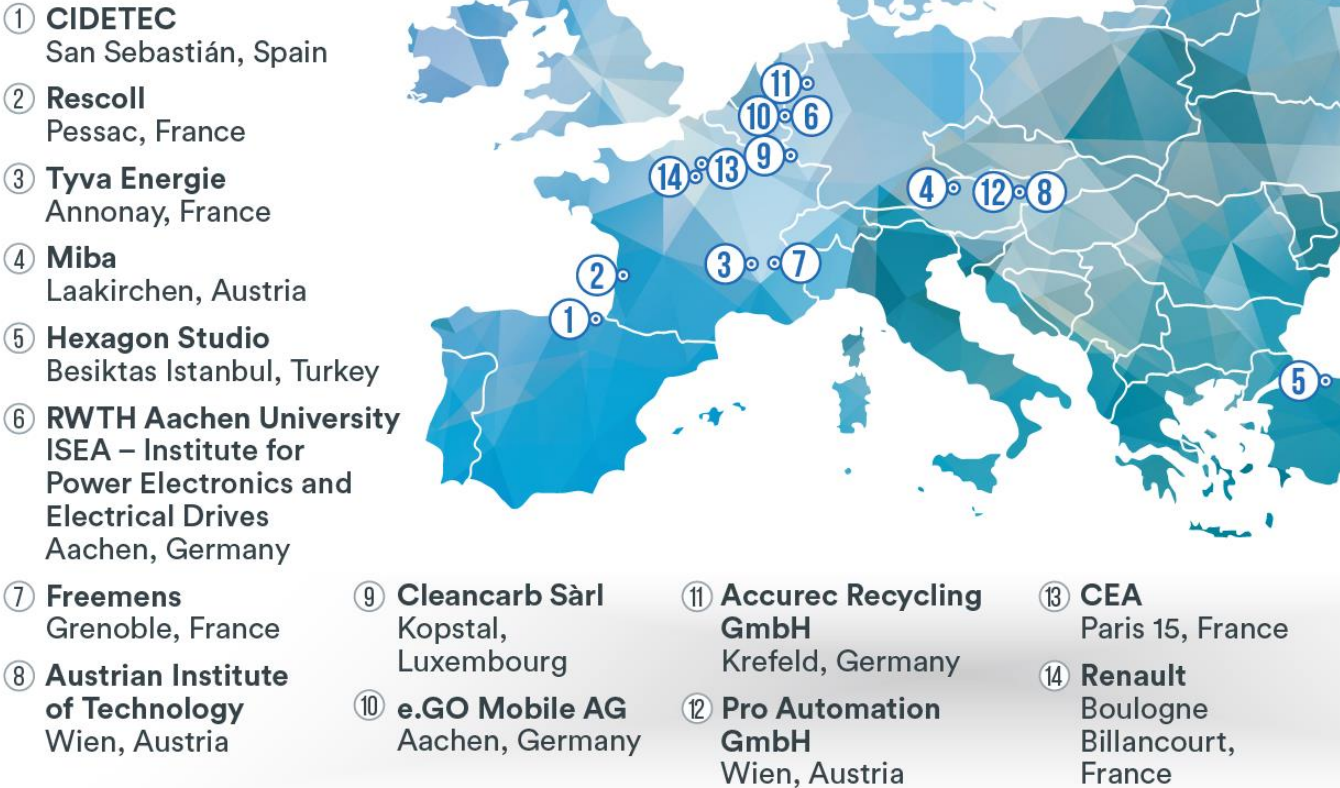 1 CIDETEC
San Sebastián, Spain
2 Rescoll
Pessac, France
3 Tyva Energie
Annonay, France
4 Miba
Laakirchen, Austria
5 Hexagon Studio
Besiktas Istanbul, Turkey
6 RWTH Aachen University
ISEA – Institute for
Power Electronics and
Electrical Drives
Aachen, Germany
7 Freemens
Grenoble, France
8 Austrian Institute
of Technology
Wien, Austria
9 Cleancarb Sàrl
Kopstal,
Luxembourg
10 e.GO Mobile AG
Aachen, Germany
11 Accurec Recycling
GmbH
Krefeld, Germany
12 Pro Automation
GmbH
Wien, Austria
13 CEA
Paris 15, France
14 Renault
Boulogne
Billancourt,
France
11
10 6
14 13 9
4 12 8
3 7
2
1
5